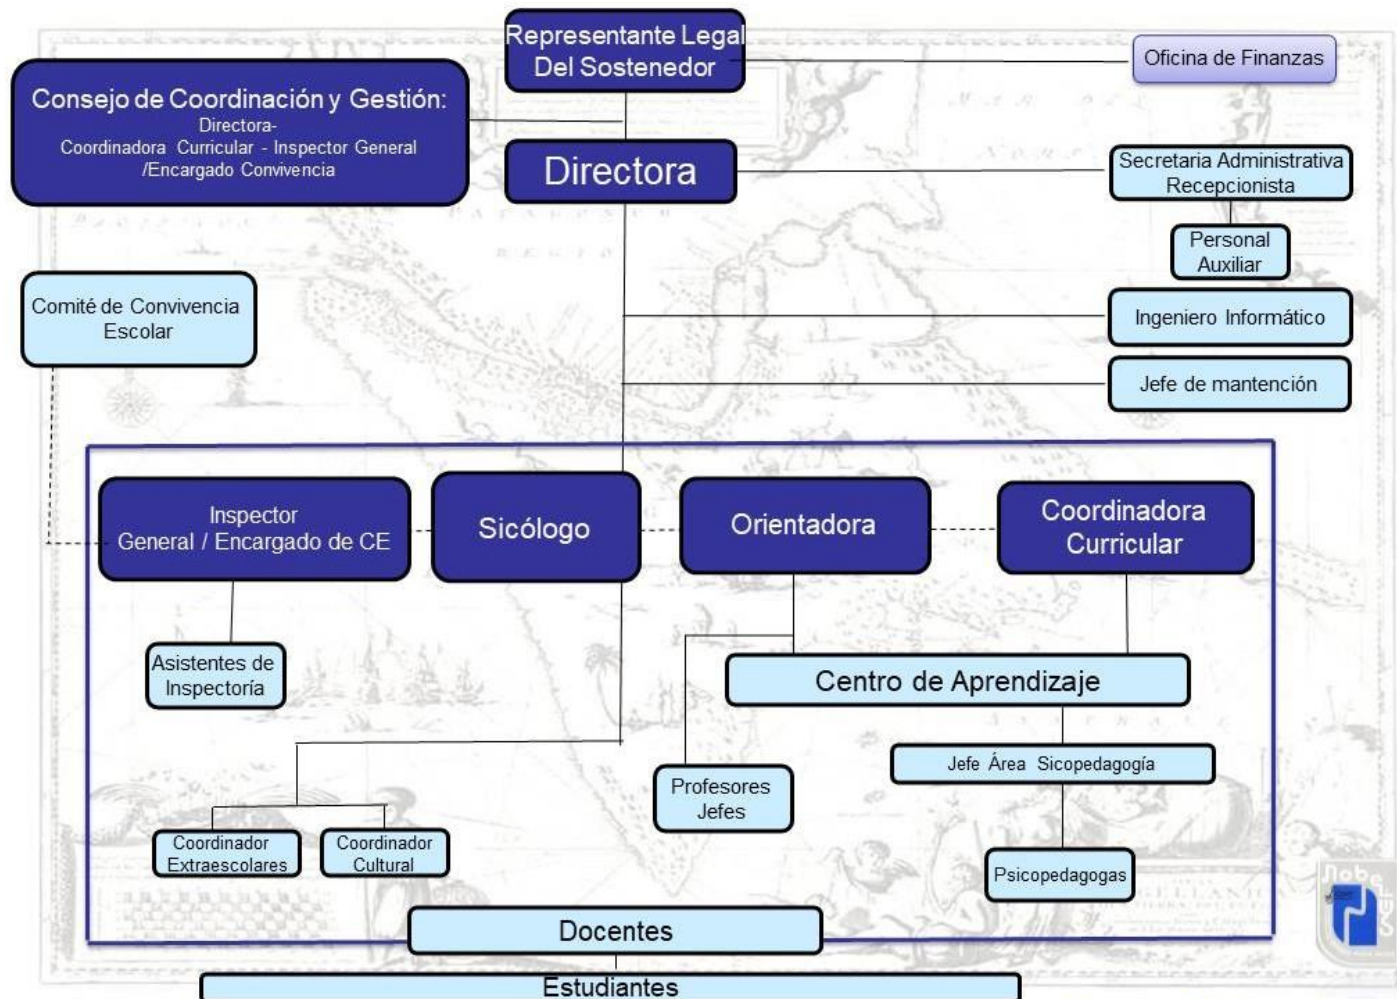 Representante Legal
Del Sostenedor
Oficina de Finanzas
Consejo de Coordinación y Gestión:
Directora-
Coordinadora Curricular - Inspector General
/Encargado Convivencia
Directora
Secretaria Administrativa
Recepcionista
Personal
Auxiliar
Comité de Convivencia
Escolar
Ingeniero Informático
Jefe de mantención
Inspector
General / Encargado de CE
Sicólogo
Orientadora
Coordinadora
Curricular
Asistentes de
Inspectoría
Centro de Aprendizaje
Jefe Área Sicopedagogía
Profesores
Jefes
Coordinador
Extraescolares
Coordinador
Cultural
Psicopedagogas
Docentes
Estudiantes